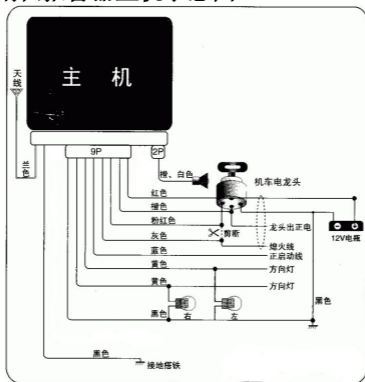 主 机
天线
兰色
9P
2P
橙、白色
机车电龙头
红色
橙色
粉红色
剪断
灰色
蓝色
黄色
黄色
黑色
右
左
龙头出正电
熄火线
正启动线
方向灯
方向灯
12V电瓶
黑色
黑色
接地搭铁